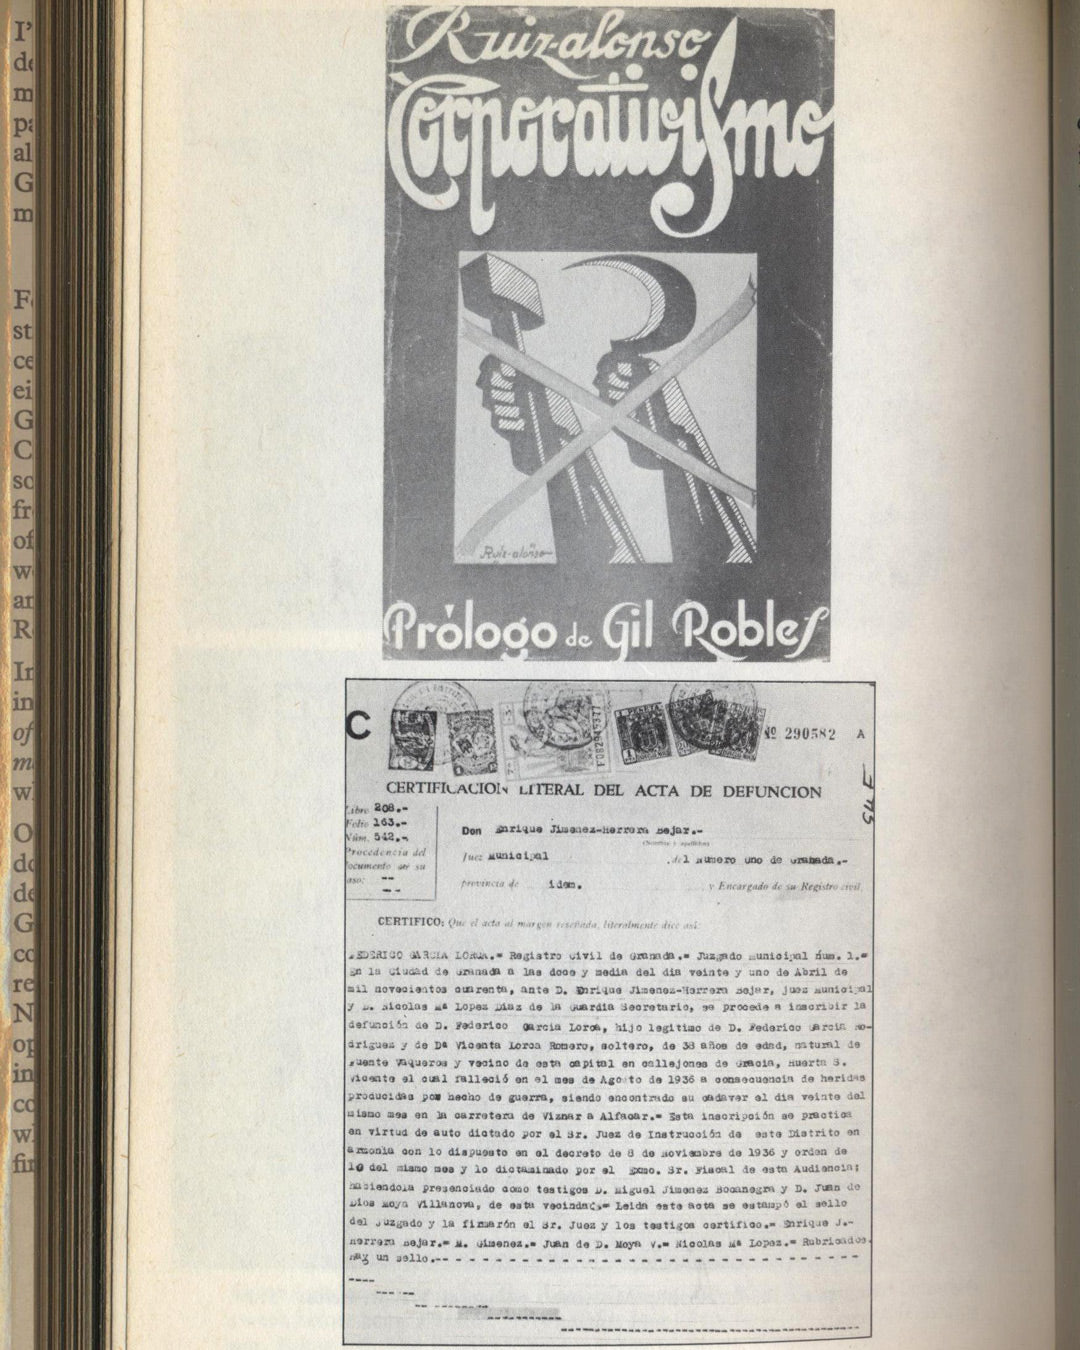 Ruiz-alonso
Corporativismo
Ruiz-alonso
Prólogo de Gil Robles
C
Nº 290582 A
CERTIFICACION LITERAL DEL ACTA DE DEFUNCION
Libro 208.-
Folio 163.-
Núm. 542.-
Procedencia del
documento en su
caso: --
--
Don Enrique Jimenez-Herrera Bejar.-
(Nombre y apellidos)
Juez Municipal del Numero uno de Granada.-
provincia de idem. y Encargado de su Registro civil,
CERTIFICO: Que el acta al margen reseñada, literalmente dice así:
FEDERICO GARCIA LORCA.= Registro Civil de Granada.= Juzgado Municipal núm. 1.=
En la Ciudad de Granada a las doce y media del dia veinte y uno de Abril de
mil novecientos cuarenta, ante D. Enrique Jimenez-Herrera Bejar, juez Municipal
y D. Nicolas Mª Lopez Diaz de la Guardia Secretario, se procede a inscribir la
defunción de D. Federico Garcia Lorca, hijo legitimo de D. Federico Garcia Ro-
driguez y de Dª Vicenta Lorca Romero, soltero, de 38 años de edad, natural de
Fuente Vaqueros y vecino de esta capital en callejones de Gracia, Huerta S.
Vicente el cual falleció en el mes de Agosto de 1936 a consecuencia de heridas
producidas por hecho de guerra, siendo encontrado su cadaver el dia veinte del
mismo mes en la carretera de Viznar a Alfacar.= Esta inscripción se practica
en virtud de auto dictado por el Sr. Juez de Instrucción de este Distrito en
armonia con lo dispuesto en el decreto de 8 de Noviembre de 1936 y orden de
10 del mismo mes y lo dictaminado por el Exmo. Sr. Fiscal de esta Audiencia;
habiendola presenciado como testigos D. Miguel Jimenez Bocanegra y D. Juan de
Dios Moya Villanova, de esta vecindad.= Leida este acta se estampó el sello
del Juzgado y la firmarón el Sr. Juez y los testigos certifico.= Enrique J.-
Herrera Bejar.= M. Gimenez.= Juan de D. Moya V.= Nicolas Mª Lopez.= Rubricados.
Hay un sello.